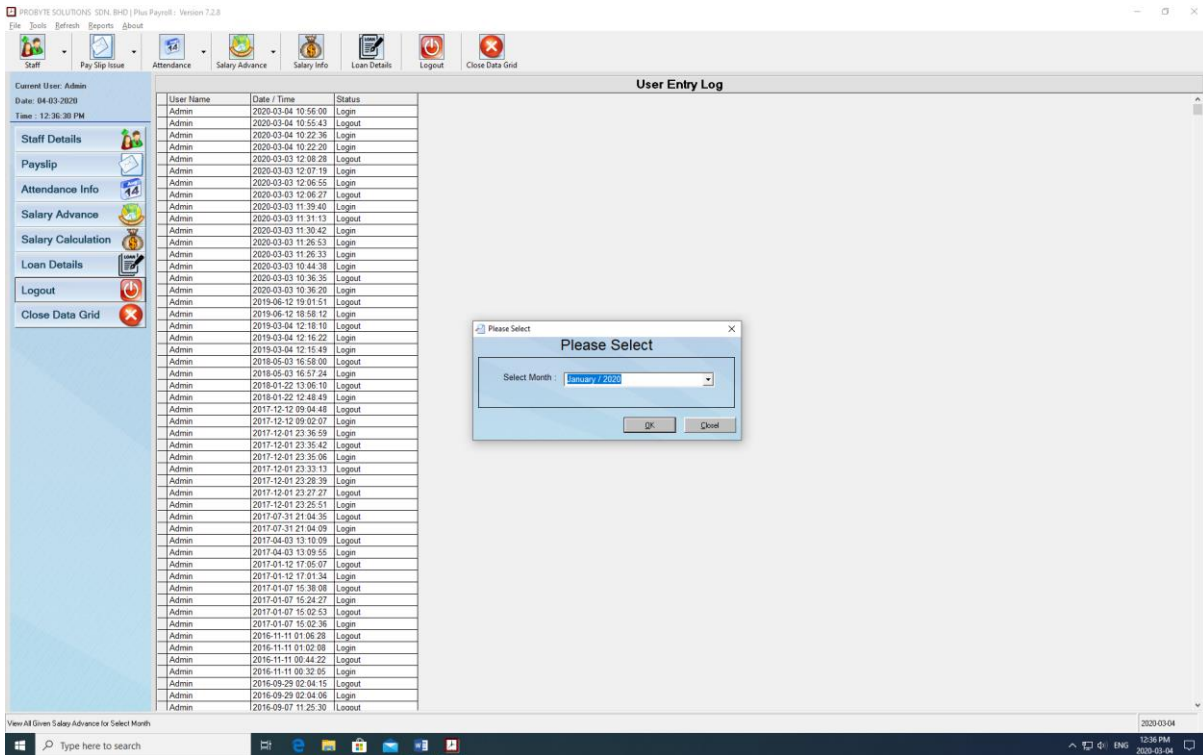 PROBYTE SOLUTIONS SDN. BHD | Plus Payroll : Version 7.2.8
File Tools Refresh Reports About
Staff Pay Slip Issue Attendance Salary Advance Salary Info Loan Details Logout Close Data Grid
Current User: Admin
Date: 04-03-2020
Time : 12:36:30 PM
Staff Details
Payslip
Attendance Info
Salary Advance
Salary Calculation
Loan Details
Logout
Close Data Grid
User Entry Log
User Name Date / Time Status
Admin 2020-03-04 10:56:00 Login
Admin 2020-03-04 10:55:43 Logout
Admin 2020-03-04 10:22:36 Login
Admin 2020-03-04 10:22:20 Login
Admin 2020-03-03 12:08:28 Logout
Admin 2020-03-03 12:07:19 Login
Admin 2020-03-03 12:06:55 Login
Admin 2020-03-03 12:06:27 Logout
Admin 2020-03-03 11:39:40 Login
Admin 2020-03-03 11:31:13 Logout
Admin 2020-03-03 11:30:42 Login
Admin 2020-03-03 11:26:53 Login
Admin 2020-03-03 11:26:33 Login
Admin 2020-03-03 10:44:38 Login
Admin 2020-03-03 10:36:35 Logout
Admin 2020-03-03 10:36:20 Login
Admin 2019-06-12 19:01:51 Logout
Admin 2019-06-12 18:58:12 Login
Admin 2019-03-04 12:18:10 Logout
Admin 2019-03-04 12:16:22 Login
Admin 2019-03-04 12:15:49 Login
Admin 2018-05-03 16:58:00 Logout
Admin 2018-05-03 16:57:24 Login
Admin 2018-01-22 13:06:10 Logout
Admin 2018-01-22 12:48:49 Login
Admin 2017-12-12 09:04:48 Logout
Admin 2017-12-12 09:02:07 Login
Admin 2017-12-01 23:36:59 Login
Admin 2017-12-01 23:35:42 Logout
Admin 2017-12-01 23:35:06 Login
Admin 2017-12-01 23:33:13 Logout
Admin 2017-12-01 23:28:39 Login
Admin 2017-12-01 23:27:27 Logout
Admin 2017-12-01 23:25:51 Login
Admin 2017-07-31 21:04:35 Logout
Admin 2017-07-31 21:04:09 Login
Admin 2017-04-03 13:10:09 Logout
Admin 2017-04-03 13:09:55 Login
Admin 2017-01-12 17:05:07 Logout
Admin 2017-01-12 17:01:34 Login
Admin 2017-01-07 15:38:08 Logout
Admin 2017-01-07 15:24:27 Login
Admin 2017-01-07 15:02:53 Logout
Admin 2017-01-07 15:02:36 Login
Admin 2016-11-11 01:06:28 Logout
Admin 2016-11-11 01:02:08 Login
Admin 2016-11-11 00:44:22 Logout
Admin 2016-11-11 00:32:05 Login
Admin 2016-09-29 02:04:15 Logout
Admin 2016-09-29 02:04:06 Login
Admin 2016-09-07 11:25:30 Logout
Please Select
Please Select
Select Month : January / 2020
OK Close!
View All Given Salary Advance for Select Month
2020-03-04
Type here to search
ENG
12:36 PM
2020-03-04